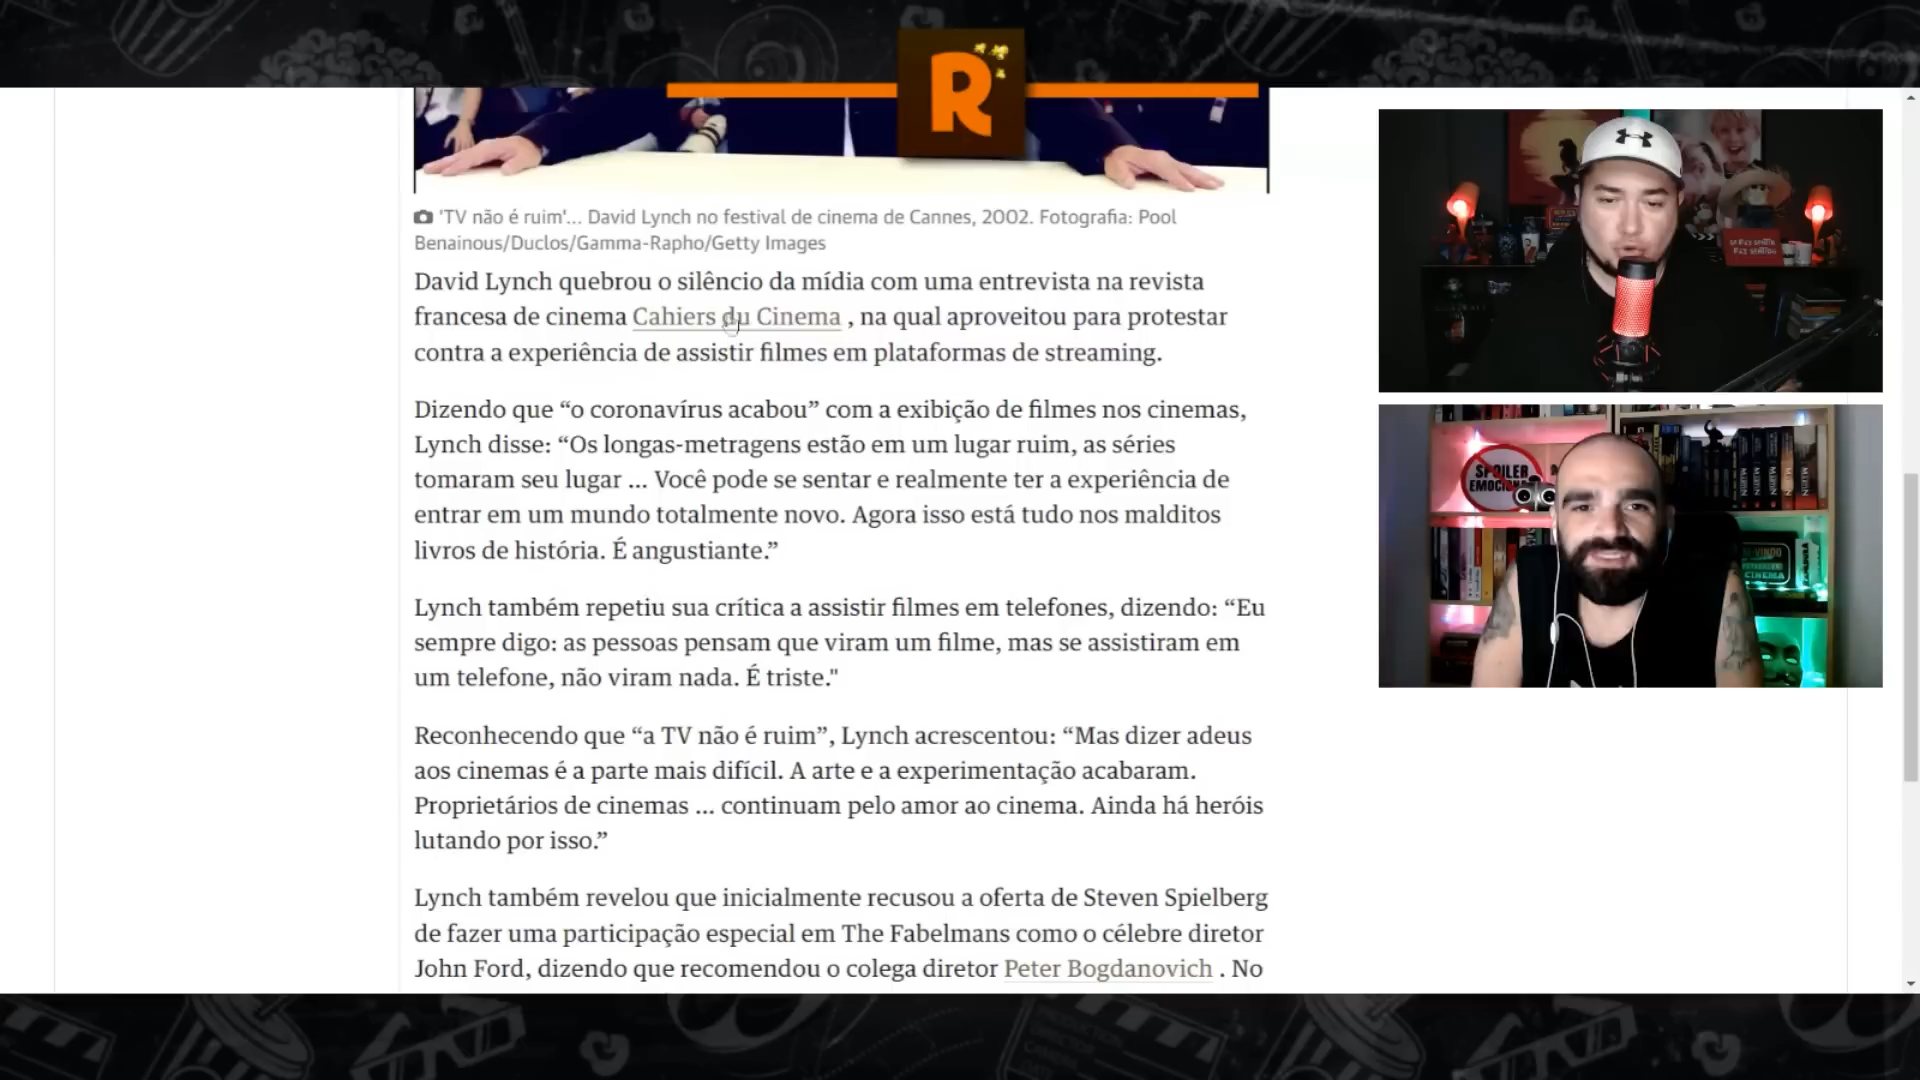 R
'TV não é ruim'... David Lynch no festival de cinema de Cannes, 2002. Fotografia: Pool
Benainous/Duclos/Gamma-Rapho/Getty Images
David Lynch quebrou o silêncio da mídia com uma entrevista na revista
francesa de cinema Cahiers du Cinema , na qual aproveitou para protestar
contra a experiência de assistir filmes em plataformas de streaming.
Dizendo que “o coronavírus acabou” com a exibição de filmes nos cinemas,
Lynch disse: “Os longas-metragens estão em um lugar ruim, as séries
tomaram seu lugar ... Você pode se sentar e realmente ter a experiência de
entrar em um mundo totalmente novo. Agora isso está tudo nos malditos
livros de história. É angustiante.”
Lynch também repetiu sua crítica a assistir filmes em telefones, dizendo: “Eu
sempre digo: as pessoas pensam que viram um filme, mas se assistiram em
um telefone, não viram nada. É triste."
Reconhecendo que “a TV não é ruim”, Lynch acrescentou: “Mas dizer adeus
aos cinemas é a parte mais difícil. A arte e a experimentação acabaram.
Proprietários de cinemas ... continuam pelo amor ao cinema. Ainda há heróis
lutando por isso.”
Lynch também revelou que inicialmente recusou a oferta de Steven Spielberg
de fazer uma participação especial em The Fabelmans como o célebre diretor
John Ford, dizendo que recomendou o colega diretor Peter Bogdanovich . No
SPOILER
CINEMA